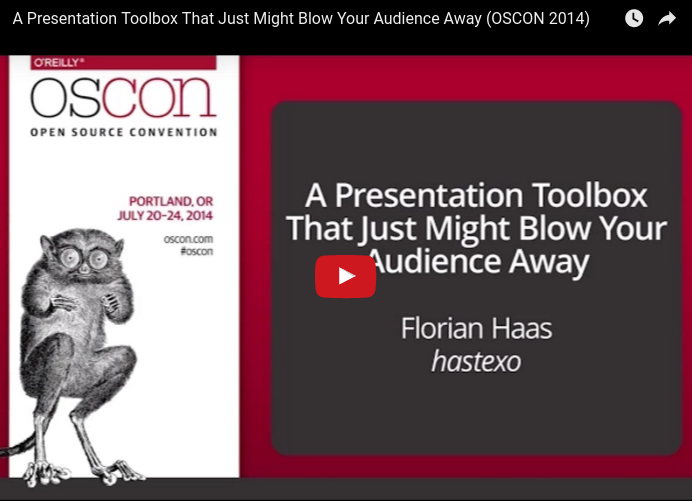 A Presentation Toolbox That Just Might Blow Your Audience Away (OSCON 2014)
O'REILLY®
OSCON
OPEN SOURCE CONVENTION
PORTLAND, OR
JULY 20–24, 2014
oscon.com
#oscon
A Presentation Toolbox
That Just Might Blow Your
Audience Away
Florian Haas
hastexo